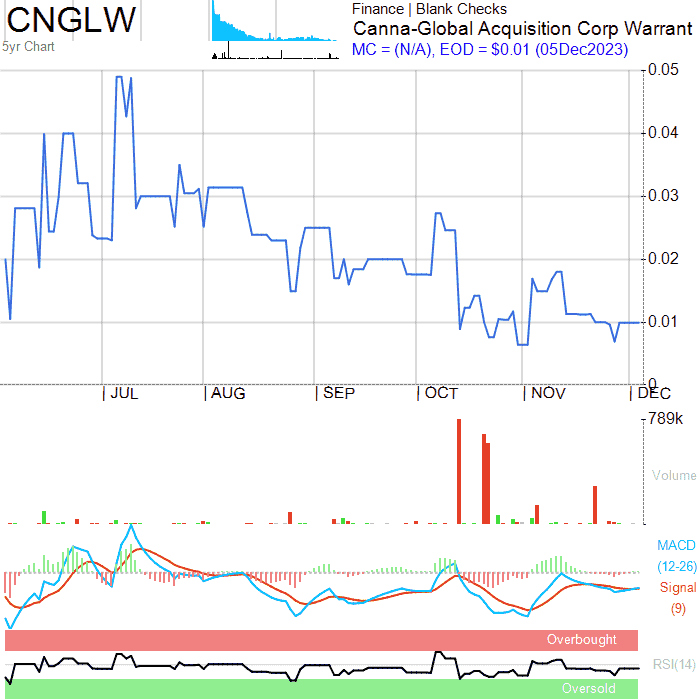 CNGLW
5yr Chart
Finance | Blank Checks
Canna-Global Acquisition Corp Warrant
MC = (N/A), EOD = $0.01 (05Dec2023)
0.05
0.04
0.03
0.02
0.01
0
JUL
AUG
SEP
OCT
NOV
DEC
789k
Volume
MACD
(12-26)
Signal
(9)
Overbought
RSI(14)
Oversold